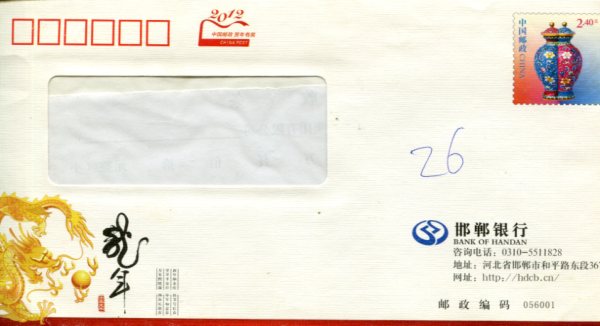 2012
中国邮政 贺年有奖
CHINA POST
2.40元
中国邮政
CHINA
26
邯郸银行
BANK OF HANDAN
咨询电话：0310-5511828
地址：河北省邯郸市和平路东段367
网址：http://hdcb.cn/
龙年
邮 政 编 码 056001